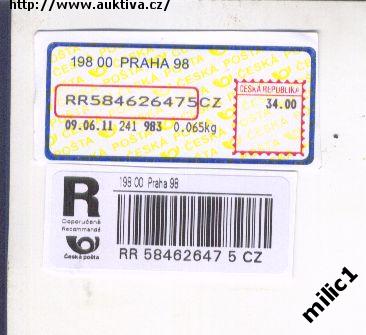 http://www.auktiva.cz/
198 00 PRAHA 98
ČESKÁ REPUBLIKA
RR584626475CZ
34.00
09.06.11 241 983 0.065kg
R
198 00 Praha 98
Doporučeně
Recommandé
Česká pošta
RR 58462647 5 CZ
milic1